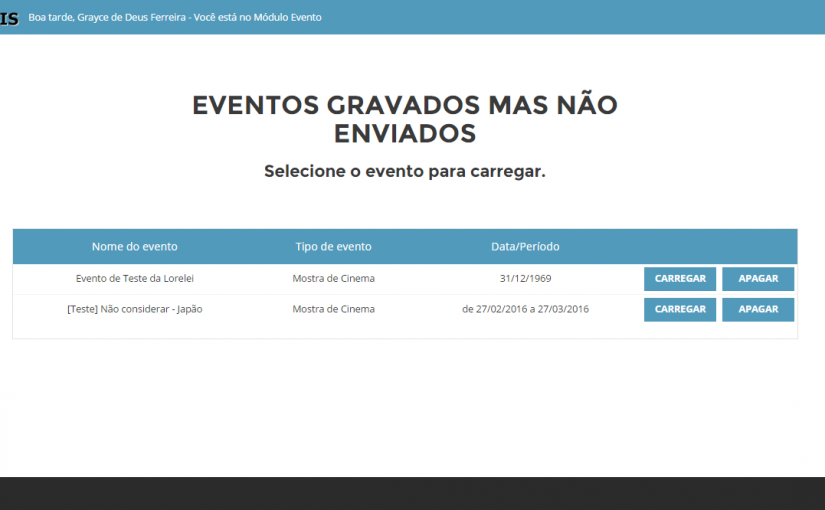 IS Boa tarde, Grayce de Deus Ferreira - Você está no Módulo Evento
EVENTOS GRAVADOS MAS NÃO
ENVIADOS
Selecione o evento para carregar.
Nome do evento Tipo de evento Data/Período
Evento de Teste da Lorelei Mostra de Cinema 31/12/1969 CARREGAR APAGAR
[Teste] Não considerar - Japão Mostra de Cinema de 27/02/2016 a 27/03/2016 CARREGAR APAGAR